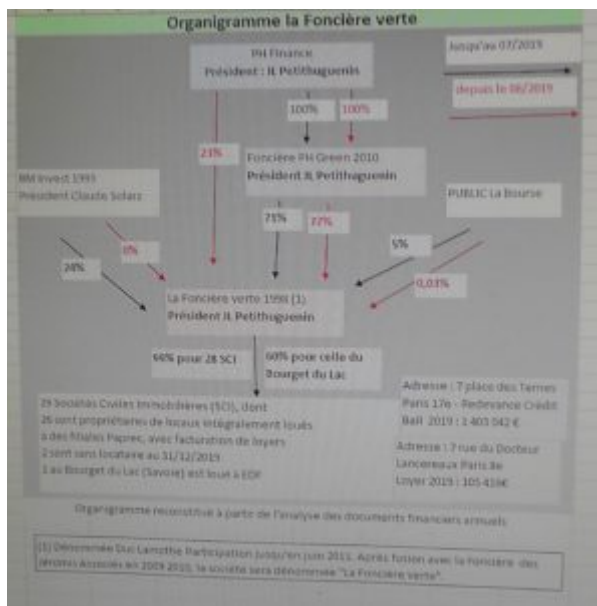 Organigramme la Foncière verte
PH Finance
Président : JL Petithuguenin
Jusqu'au 07/2019
depuis le 08/2019
100%
100%
23%
Foncière PH Green 2010
Président JL Petithuguenin
Invest 1993
Président Claude Solarz
PUBLIC La Bourse
71%
77%
0%
5%
24%
0,03%
La Foncière verte 1998 (1)
Président JL Petithuguenin
pour 28 SCI
60% pour celle du
Bourget du Lac
29 Sociétés Civiles Immobilières (SCI), dont
26 sont propriétaires de locaux intégralement loués
à des filiales Paprec, avec facturation de loyers
2 sont sans locataire au 31/12/2019
1 au Bourget du Lac (Savoie) est loué à EDF
Adresse : 7 place des Ternes
Paris 17e - Redevance Crédit
Bail 2019 : 1 403 042 €
Adresse : 7 rue du Docteur
Lancereaux Paris 8e
Loyer 2019 : 105 €
Organigramme reconstitué à partir de l'analyse des documents financiers annuels
(1) Dénommée Duc Lamothe Participation jusqu'en juin 2011. Après fusion avec la Foncière des
en 2009 2010, la société sera dénommée "La Foncière verte".